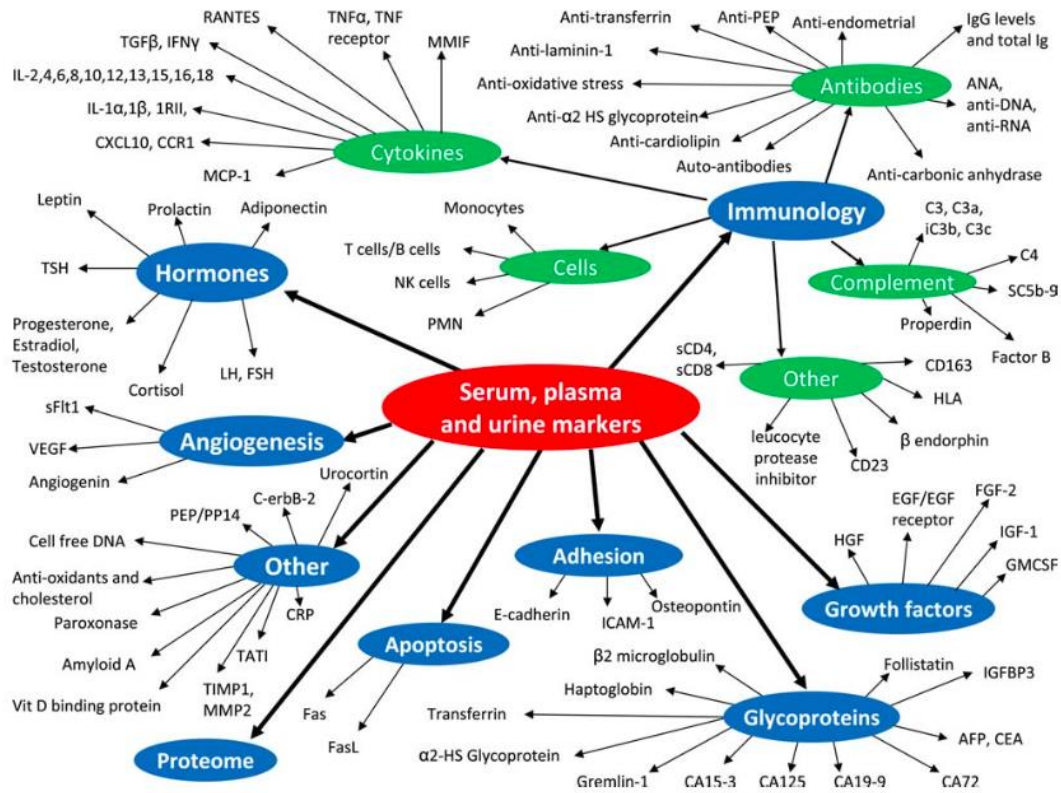 RANTES
TNFα, TNF
receptor
MMIF
TGFβ, IFNγ
IL-2,4,6,8,10,12,13,15,16,18
IL-1α,1β, 1RII,
CXCL10, CCR1
MCP-1
Cytokines
Anti-transferrin
Anti-PEP
Anti-endometrial
IgG levels
and total Ig
Anti-laminin-1
Anti-oxidative stress
Anti-α2 HS glycoprotein
Anti-cardiolipin
Auto-antibodies
Antibodies
ANA,
anti-DNA,
anti-RNA
Anti-carbonic anhydrase
Leptin
Prolactin
Adiponectin
TSH
Hormones
Progesterone,
Estradiol,
Testosterone
Cortisol
LH, FSH
Monocytes
T cells/B cells
NK cells
PMN
Cells
Immunology
C3, C3a,
iC3b, C3c
C4
Complement
SC5b-9
Properdin
Factor B
sCD4,
sCD8
Other
CD163
HLA
β endorphin
CD23
leucocyte
protease
inhibitor
Serum, plasma
and urine markers
sFlt1
VEGF
Angiogenesis
Angiogenin
Urocortin
C-erbB-2
PEP/PP14
Cell free DNA
Other
Anti-oxidants and
cholesterol
Paroxonase
CRP
Amyloid A
TATI
Vit D binding protein
TIMP1,
MMP2
Adhesion
E-cadherin
ICAM-1
Osteopontin
Apoptosis
Fas
FasL
Proteome
HGF
EGF/EGF
receptor
FGF-2
IGF-1
GMCSF
Growth factors
β2 microglobulin
Follistatin
IGFBP3
Haptoglobin
Transferrin
Glycoproteins
α2-HS Glycoprotein
AFP, CEA
Gremlin-1
CA15-3
CA125
CA19-9
CA72